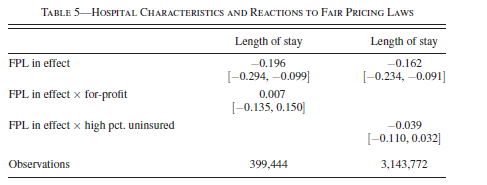 TABLE 5—HOSPITAL CHARACTERISTICS AND REACTIONS TO FAIR PRICING LAWS
Length of stay Length of stay
FPL in effect −0.196 −0.162
[−0.294, −0.099] [−0.234, −0.091]
FPL in effect × for-profit 0.007
[−0.135, 0.150]
FPL in effect × high pct. uninsured −0.039
[−0.110, 0.032]
Observations 399,444 3,143,772